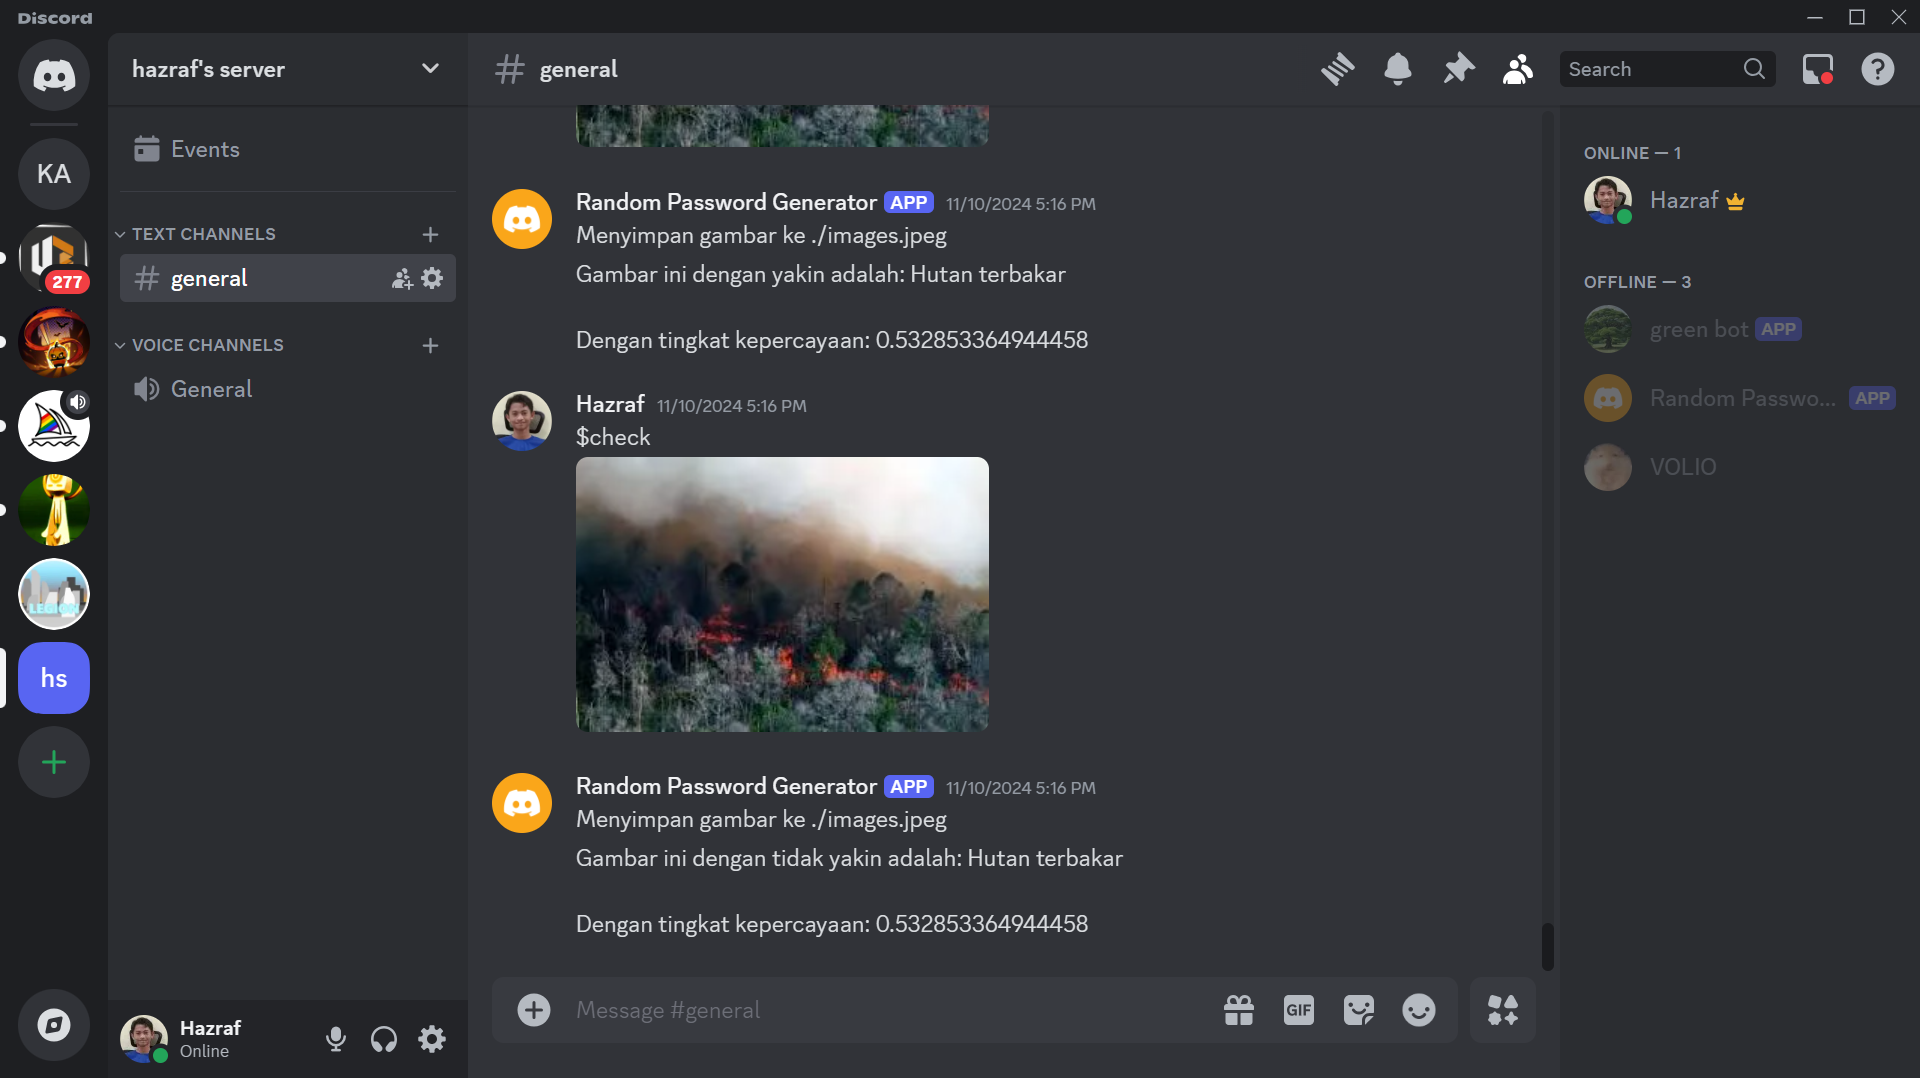 Discord
hazraf's server
general
Search
KA
277
LEGION
hs
Events
TEXT CHANNELS
general
VOICE CHANNELS
General
Random Password Generator APP 11/10/2024 5:16 PM
Menyimpan gambar ke ./images.jpeg
Gambar ini dengan yakin adalah: Hutan terbakar
Dengan tingkat kepercayaan: 0.532853364944458
Hazraf 11/10/2024 5:16 PM
$check
Random Password Generator APP 11/10/2024 5:16 PM
Menyimpan gambar ke ./images.jpeg
Gambar ini dengan tidak yakin adalah: Hutan terbakar
Dengan tingkat kepercayaan: 0.532853364944458
Message #general
GIF
Hazraf
Online
ONLINE — 1
Hazraf
OFFLINE — 3
green bot APP
Random Passwo... APP
VOLIO